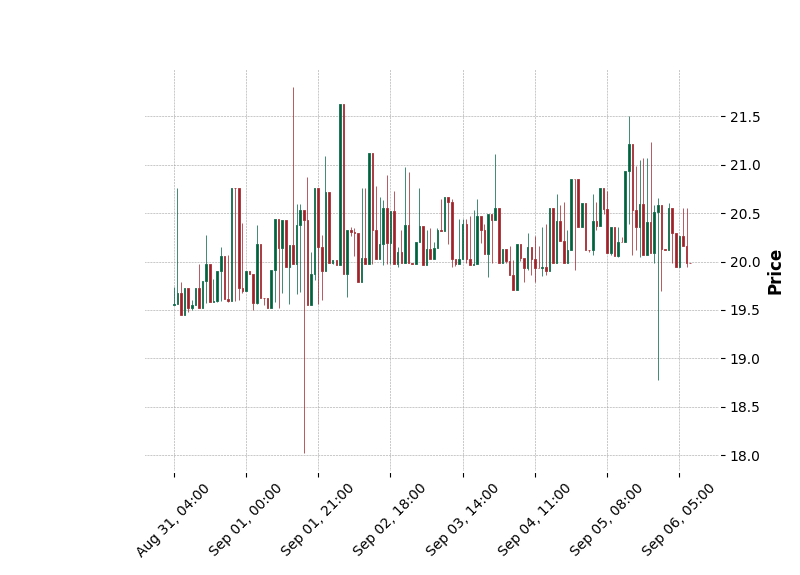 21.5
21.0
20.5
20.0
19.5
19.0
18.5
18.0
Price
Aug 31, 04:00
Sep 01, 00:00
Sep 01, 21:00
Sep 02, 18:00
Sep 03, 14:00
Sep 04, 11:00
Sep 05, 08:00
Sep 06, 05:00